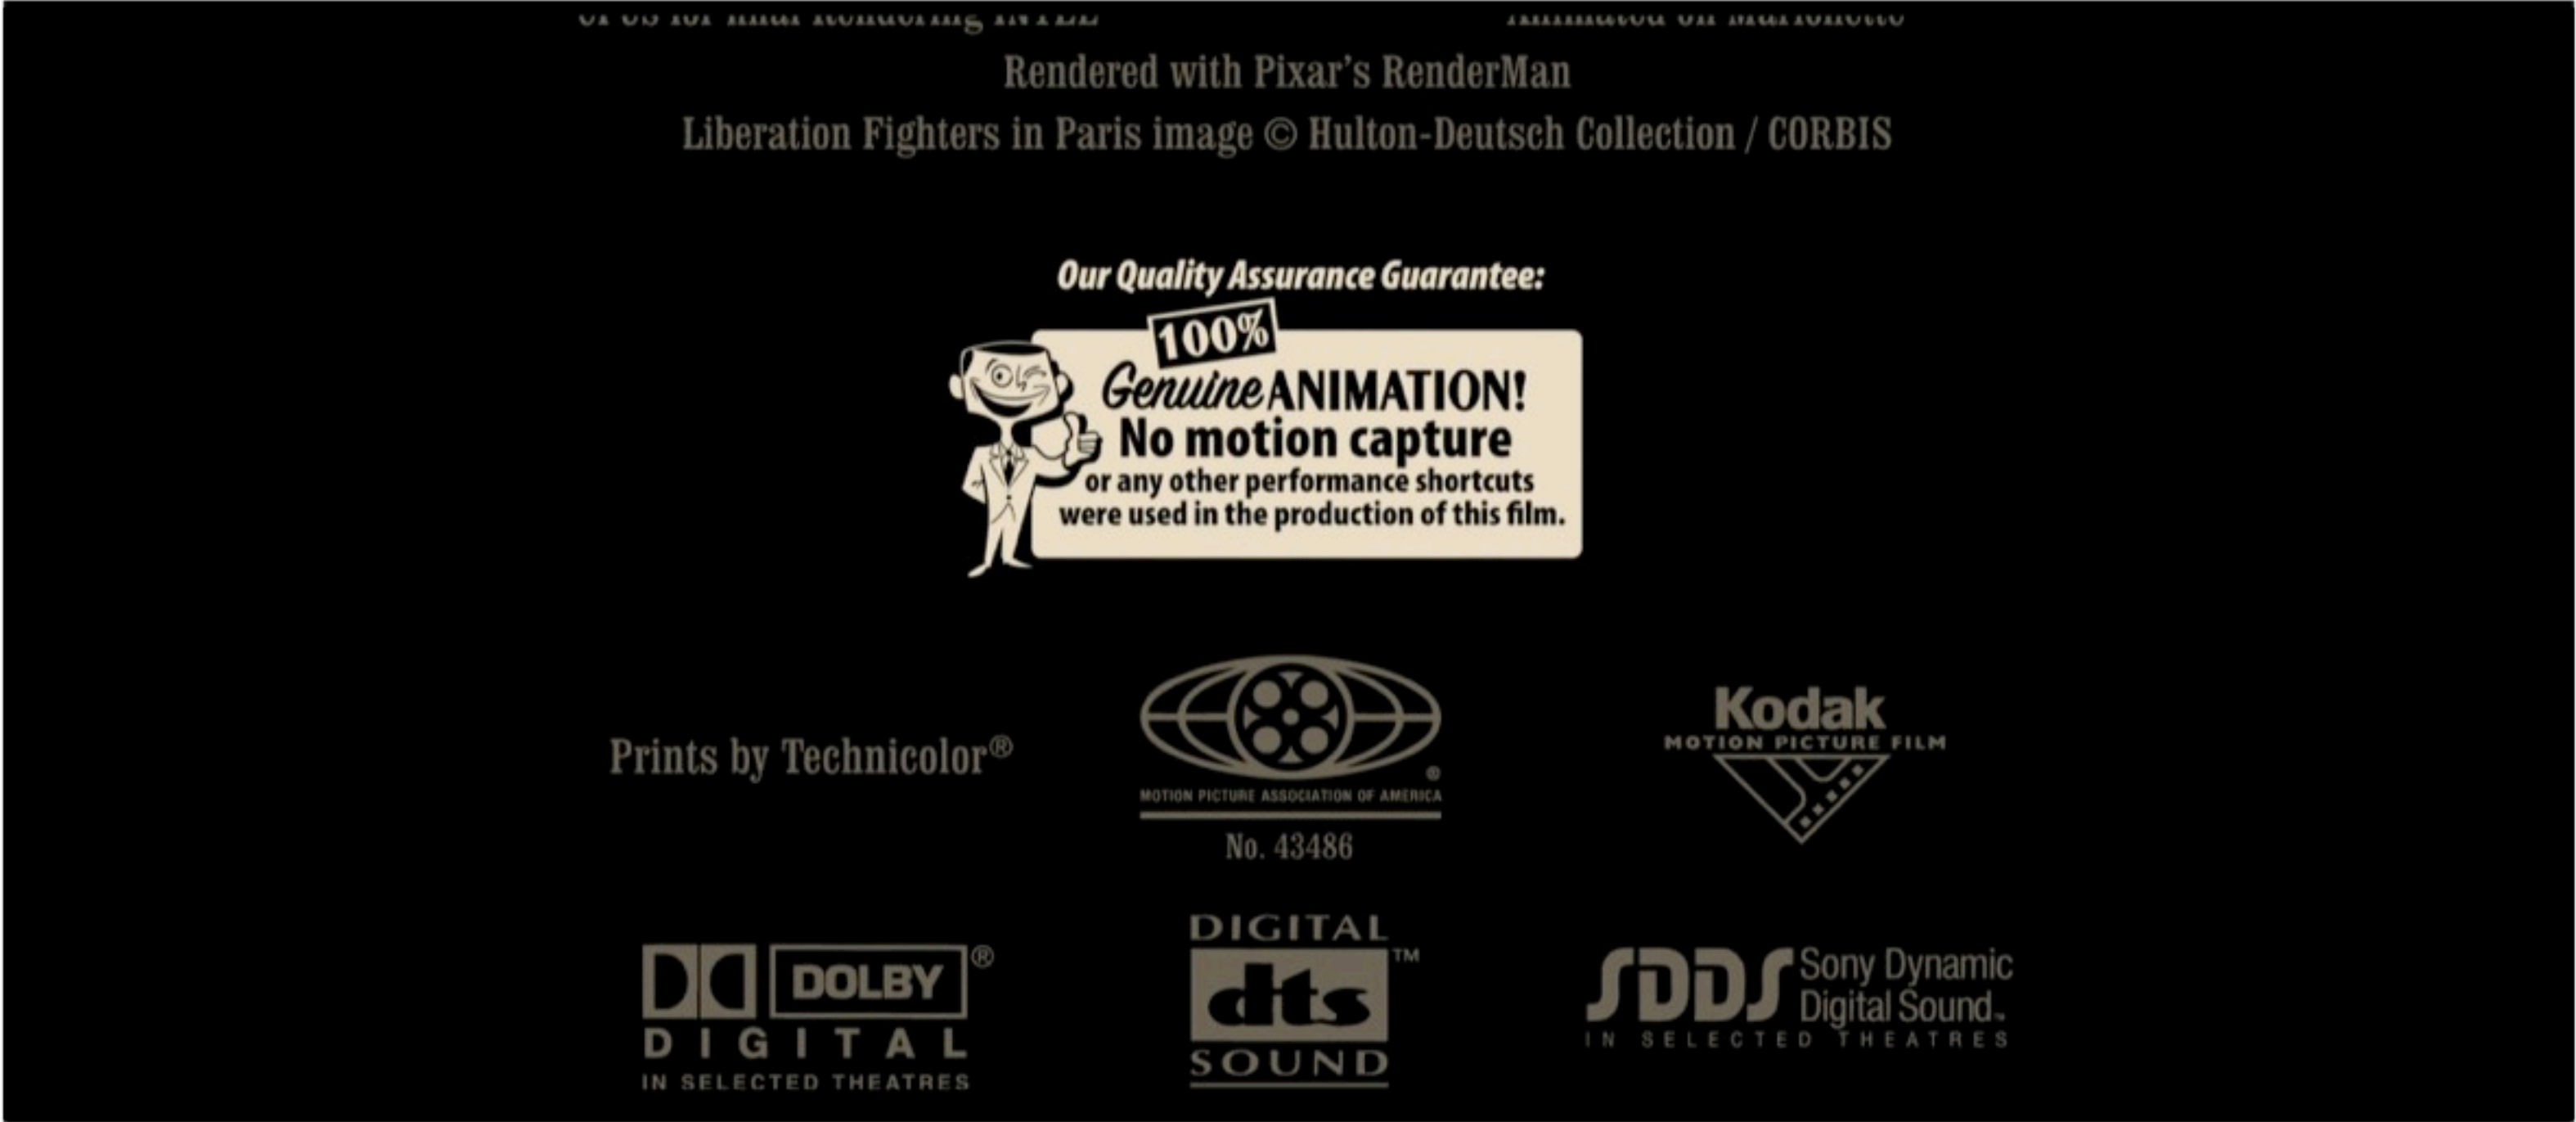 Rendered with Pixar's RenderMan
Liberation Fighters in Paris image © Hulton-Deutsch Collection / CORBIS
Our Quality Assurance Guarantee:
100%
Genuine ANIMATION!
No motion capture
or any other performance shortcuts
were used in the production of this film.
Prints by Technicolor®
®
MOTION PICTURE ASSOCIATION OF AMERICA
No. 43486
Kodak
MOTION PICTURE FILM
DOLBY®
DIGITAL
IN SELECTED THEATRES
DIGITAL
dts™
SOUND
SDDS Sony Dynamic
Digital Sound™
IN SELECTED THEATRES